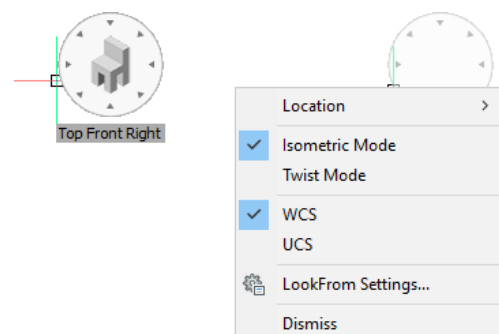 Top Front Right
Location
Isometric Mode
Twist Mode
WCS
UCS
LookFrom Settings...
Dismiss